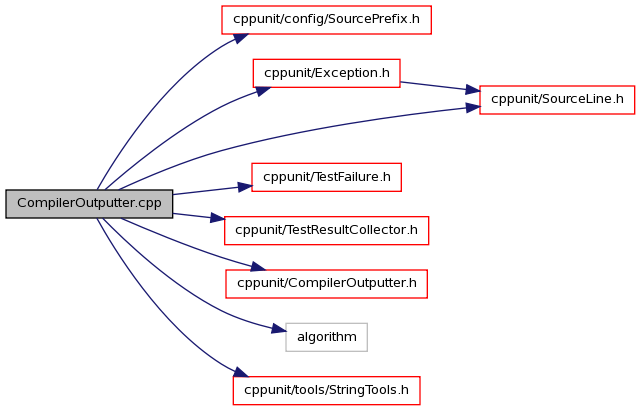 cppunit/config/SourcePrefix.h
cppunit/Exception.h
cppunit/SourceLine.h
cppunit/TestFailure.h
CompilerOutputter.cpp
cppunit/TestResultCollector.h
cppunit/CompilerOutputter.h
algorithm
cppunit/tools/StringTools.h